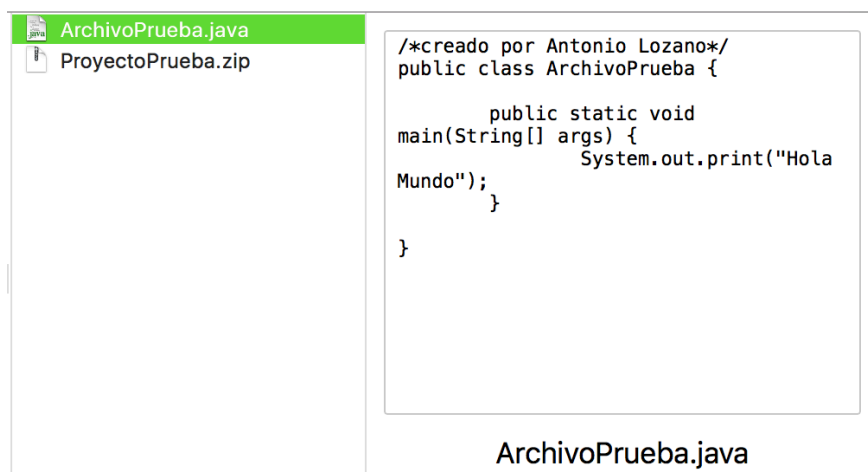 ArchivoPrueba.java
ProyectoPrueba.zip
/*creado por Antonio Lozano*/
public class ArchivoPrueba {
public static void
main(String[] args) {
System.out.print("Hola
Mundo");
}
}
ArchivoPrueba.java